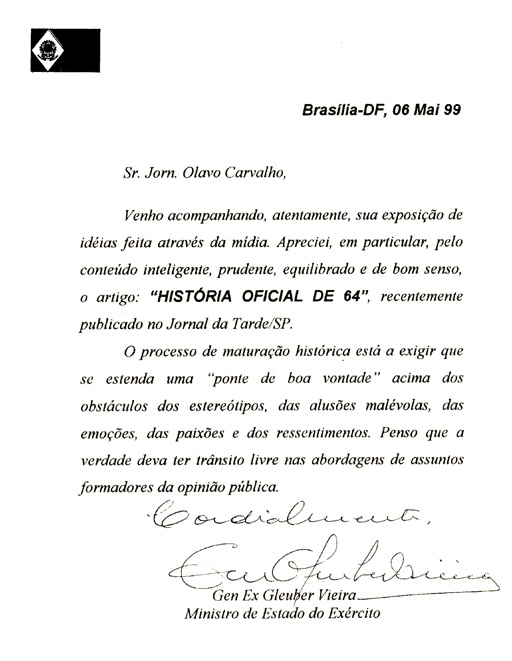 Brasília-DF, 06 Mai 99
Sr. Jorn. Olavo Carvalho,
Venho acompanhando, atentamente, sua exposição de
idéias feita através da mídia. Apreciei, em particular, pelo
conteúdo inteligente, prudente, equilibrado e de bom senso,
o artigo: “HISTÓRIA OFICIAL DE 64”, recentemente
publicado no Jornal da Tarde/SP.
O processo de maturação histórica está a exigir que
se estenda uma “ponte de boa vontade” acima dos
obstáculos dos estereótipos, das alusões malévolas, das
emoções, das paixões e dos ressentimentos. Penso que a
verdade deva ter trânsito livre nas abordagens de assuntos
formadores da opinião pública.
Cordialmente,
Gen Ex Gleuber Vieira
Ministro de Estado do Exército